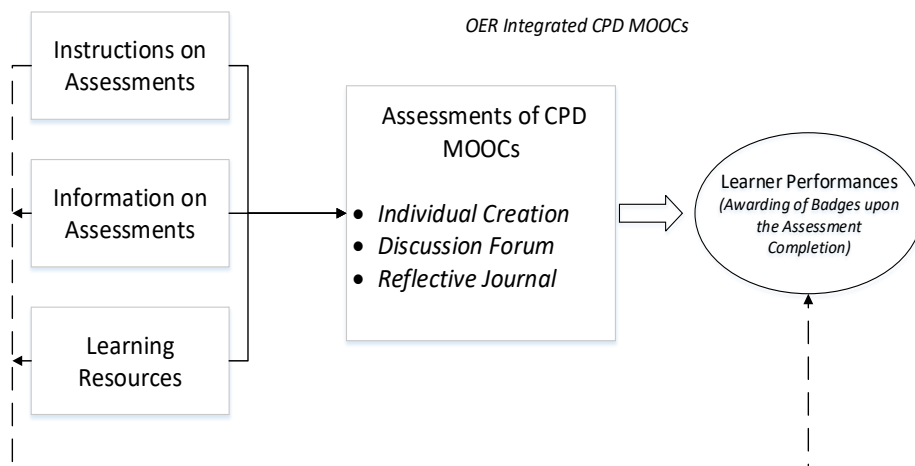 OER Integrated CPD MOOCs
Instructions on
Assessments
Information on
Assessments
Learning
Resources
Assessments of CPD
MOOCs
• Individual Creation
• Discussion Forum
• Reflective Journal
Learner Performances
(Awarding of Badges upon
the Assessment
Completion)